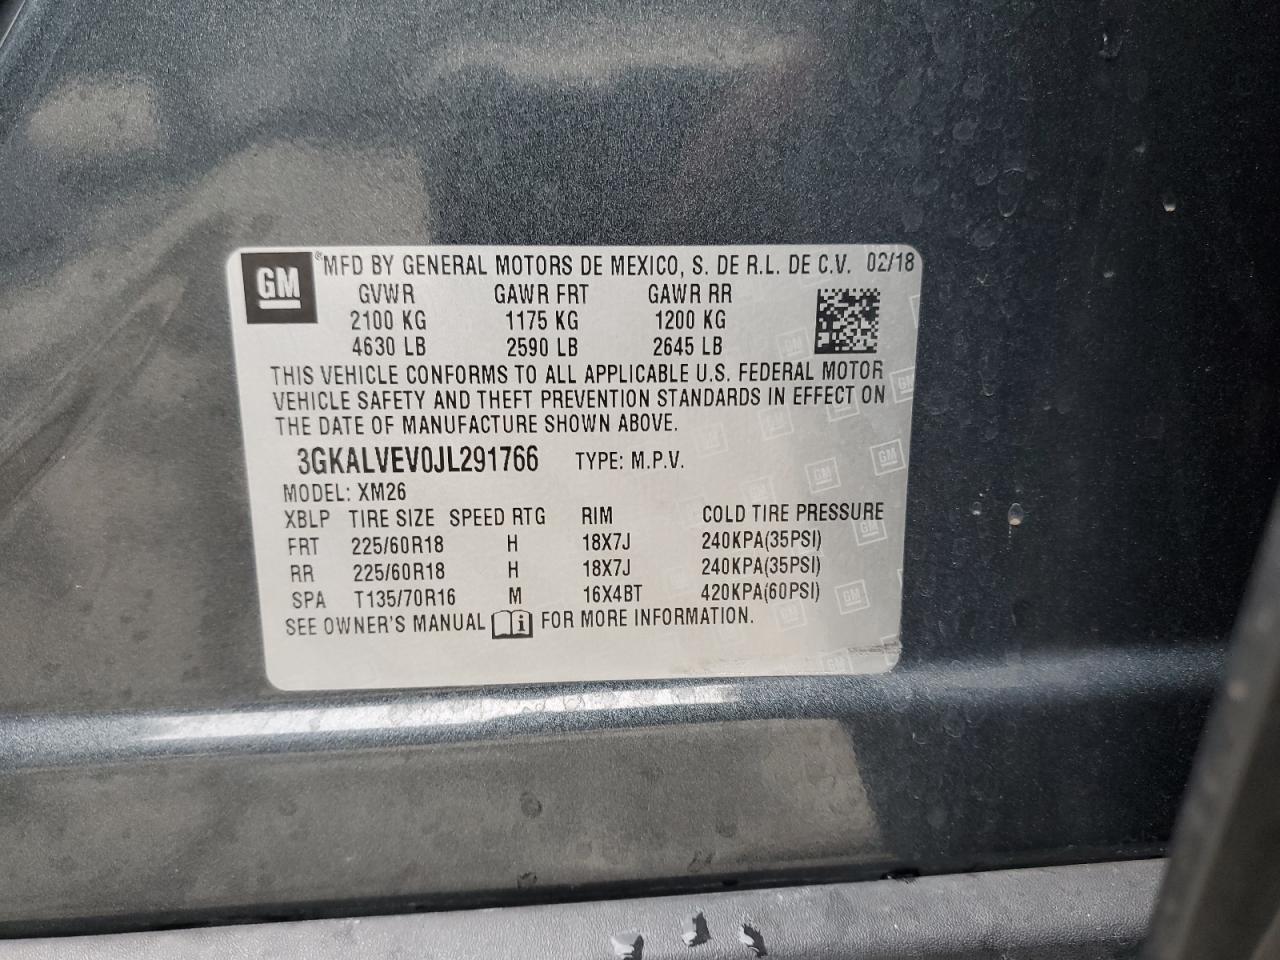 GM ® MFD BY GENERAL MOTORS DE MEXICO, S. DE R.L. DE C.V. 02/18
GVWR GAWR FRT GAWR RR
2100 KG 1175 KG 1200 KG
4630 LB 2590 LB 2645 LB
THIS VEHICLE CONFORMS TO ALL APPLICABLE U.S. FEDERAL MOTOR
VEHICLE SAFETY AND THEFT PREVENTION STANDARDS IN EFFECT ON
THE DATE OF MANUFACTURE SHOWN ABOVE.
3GKALVEV0JL291766 TYPE: M.P.V.
MODEL: XM26
XBLP TIRE SIZE SPEED RTG RIM COLD TIRE PRESSURE
FRT 225/60R18 H 18X7J 240KPA(35PSI)
RR 225/60R18 H 18X7J 240KPA(35PSI)
SPA T135/70R16 M 16X4BT 420KPA(60PSI)
SEE OWNER'S MANUAL i FOR MORE INFORMATION.